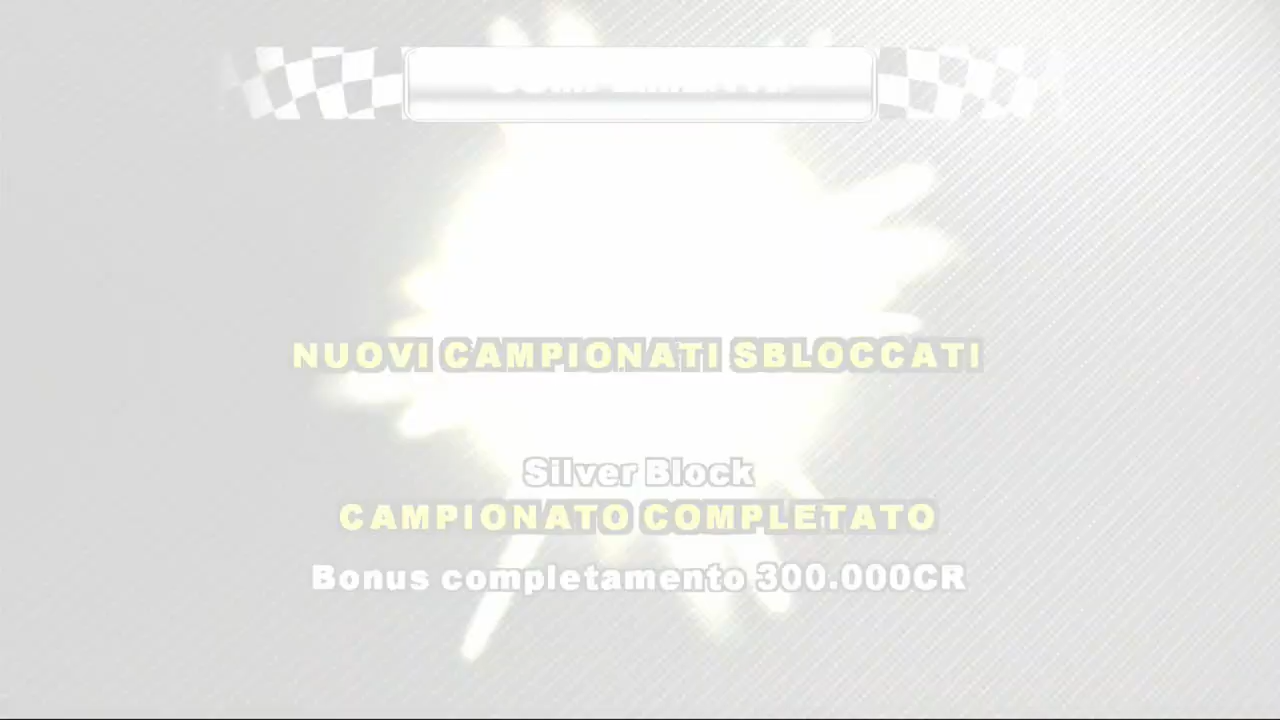 NUOVI CAMPIONATI SBLOCCATI
Silver Block
CAMPIONATO COMPLETATO
Bonus completamento 300.000CR